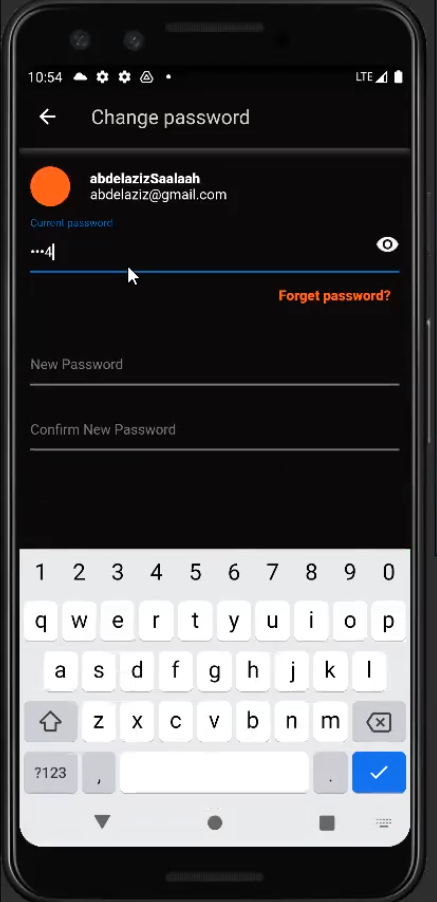 10:54 LTE
Change password
abdelazizSaalaah
abdelaziz@gmail.com
Current password
•••4
Forget password?
New Password
Confirm New Password
1 2 3 4 5 6 7 8 9 0
q w e r t y u i o p
a s d f g h j k l
z x c v b n m
?123 , .